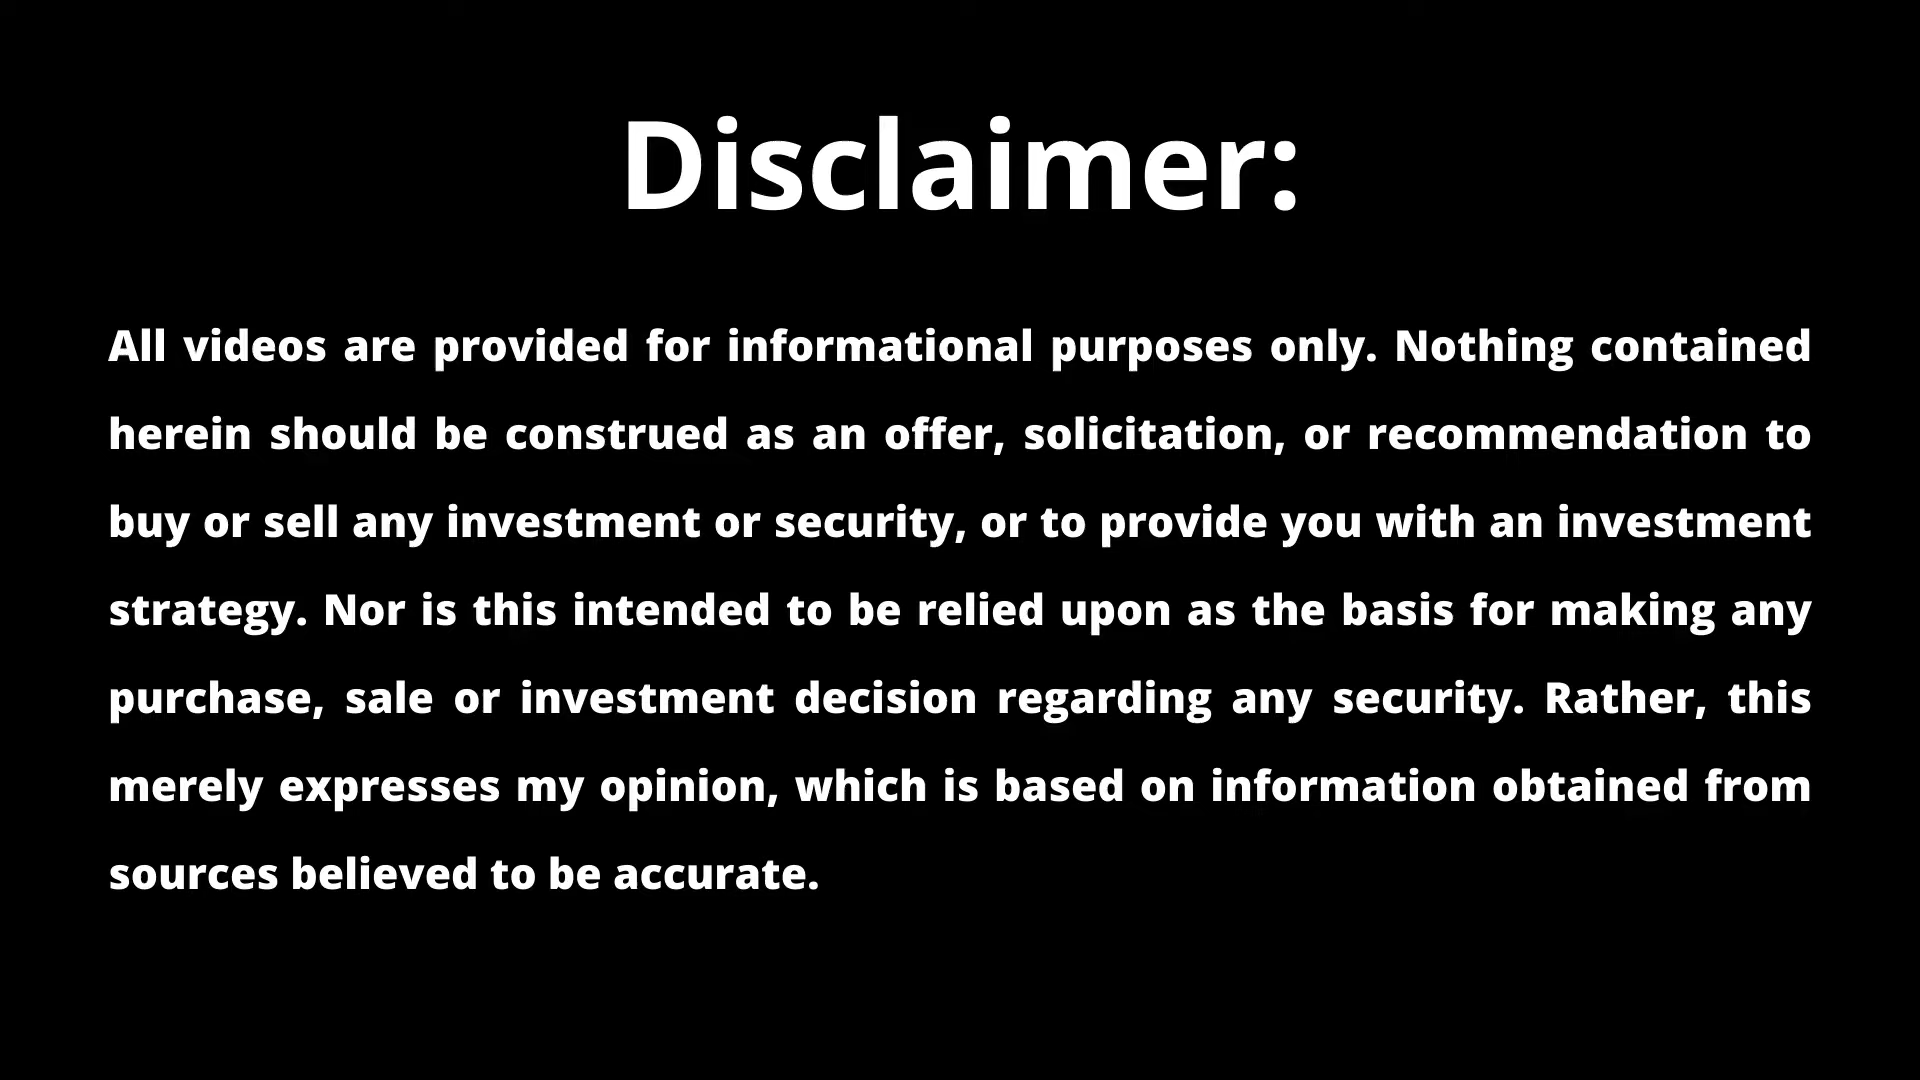 Disclaimer:
All videos are provided for informational purposes only. Nothing contained
herein should be construed as an offer, solicitation, or recommendation to
buy or sell any investment or security, or to provide you with an investment
strategy. Nor is this intended to be relied upon as the basis for making any
purchase, sale or investment decision regarding any security. Rather, this
merely expresses my opinion, which is based on information obtained from
sources believed to be accurate.